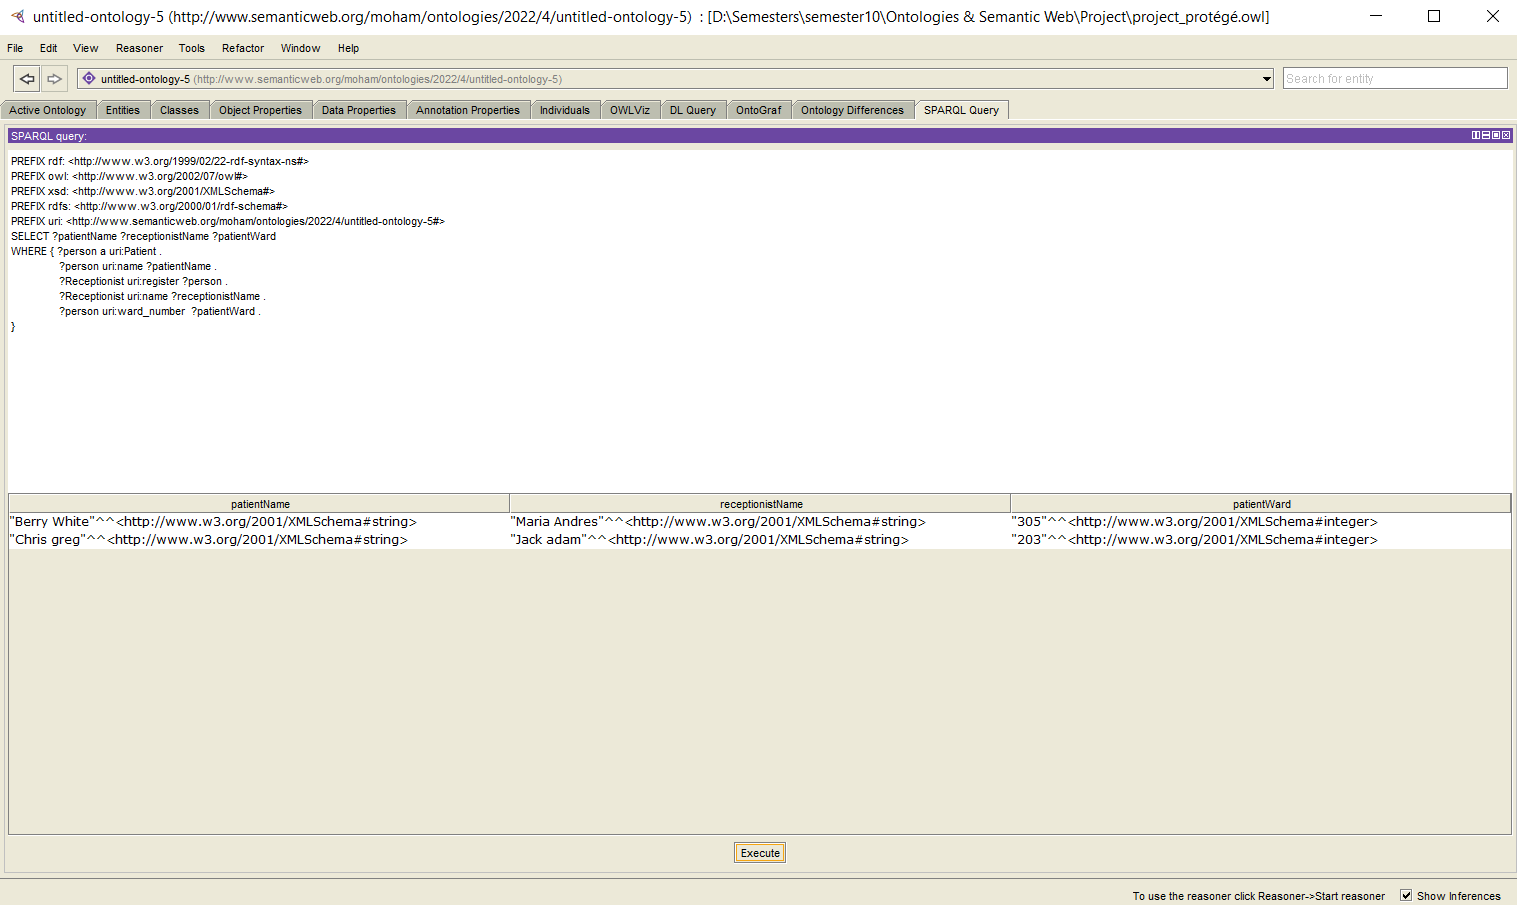 untitled-ontology-5 (http://www.semanticweb.org/moham/ontologies/2022/4/untitled-ontology-5) : [D:\Semesters\semester10\Ontologies & Semantic Web\Project\project_protégé.owl]
File Edit View Reasoner Tools Refactor Window Help
untitled-ontology-5 (http://www.semanticweb.org/moham/ontologies/2022/4/untitled-ontology-5) Search for entity
Active Ontology Entities Classes Object Properties Data Properties Annotation Properties Individuals OWLViz DL Query OntoGraf Ontology Differences SPARQL Query
SPARQL query:
PREFIX rdf: <http://www.w3.org/1999/02/22-rdf-syntax-ns#>
PREFIX owl: <http://www.w3.org/2002/07/owl#>
PREFIX xsd: <http://www.w3.org/2001/XMLSchema#>
PREFIX rdfs: <http://www.w3.org/2000/01/rdf-schema#>
PREFIX uri: <http://www.semanticweb.org/moham/ontologies/2022/4/untitled-ontology-5#>
SELECT ?patientName ?receptionistName ?patientWard
WHERE { ?person a uri:Patient .
?person uri:name ?patientName .
?Receptionist uri:register ?person .
?Receptionist uri:name ?receptionistName .
?person uri:ward_number  ?patientWard .
}
patientName receptionistName patientWard
"Berry White"^^<http://www.w3.org/2001/XMLSchema#string> "Maria Andres"^^<http://www.w3.org/2001/XMLSchema#string> "305"^^<http://www.w3.org/2001/XMLSchema#integer>
"Chris greg"^^<http://www.w3.org/2001/XMLSchema#string> "Jack adam"^^<http://www.w3.org/2001/XMLSchema#string> "203"^^<http://www.w3.org/2001/XMLSchema#integer>
Execute
To use the reasoner click Reasoner->Start reasoner Show Inferences